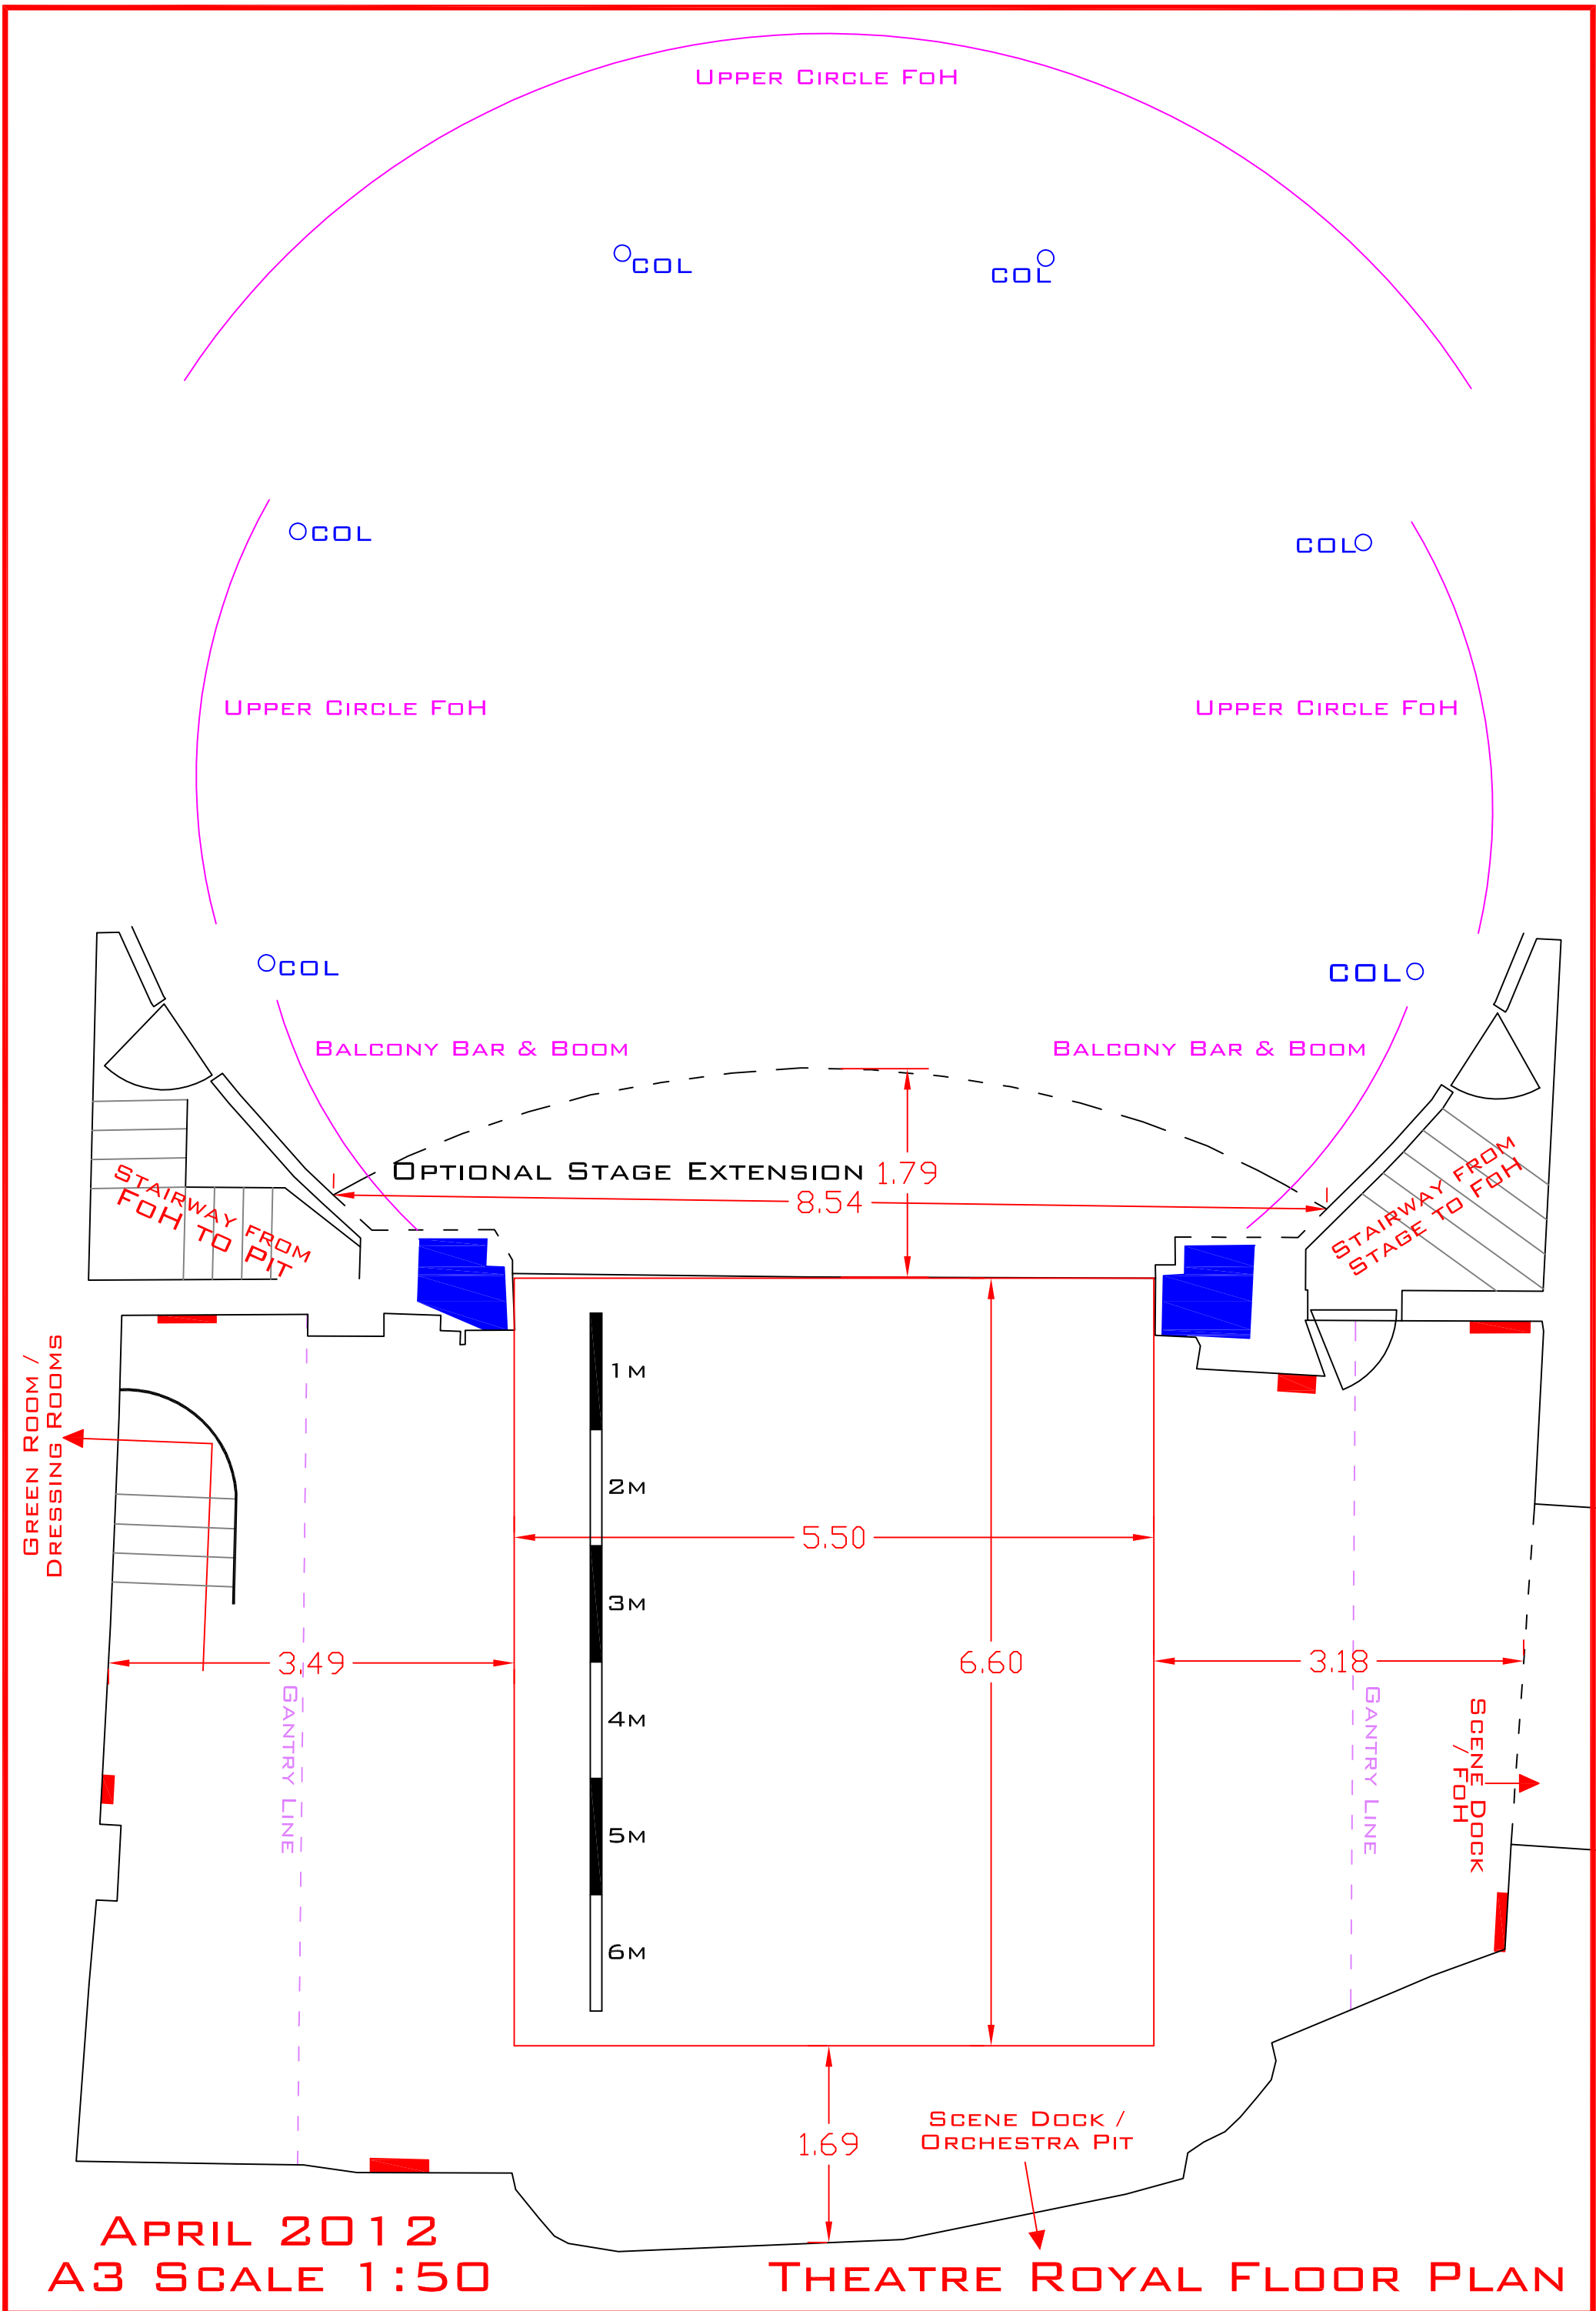 Upper Circle FoH
COL
COL
COL
COL
Upper Circle FoH
Upper Circle FoH
COL
COL
Balcony Bar & Boom
Balcony Bar & Boom
Optional Stage Extension
1.79
8.54
Stairway from
FoH to Pit
Stairway from
Stage to FoH
Green Room /
Dressing Rooms
1m
2m
3m
4m
5m
6m
5.50
3.49
6.60
3.18
Gantry Line
Gantry Line
Scene Dock
/ FoH
1.69
Scene Dock /
Orchestra Pit
April 2012
A3 Scale 1:50
Theatre Royal Floor Plan